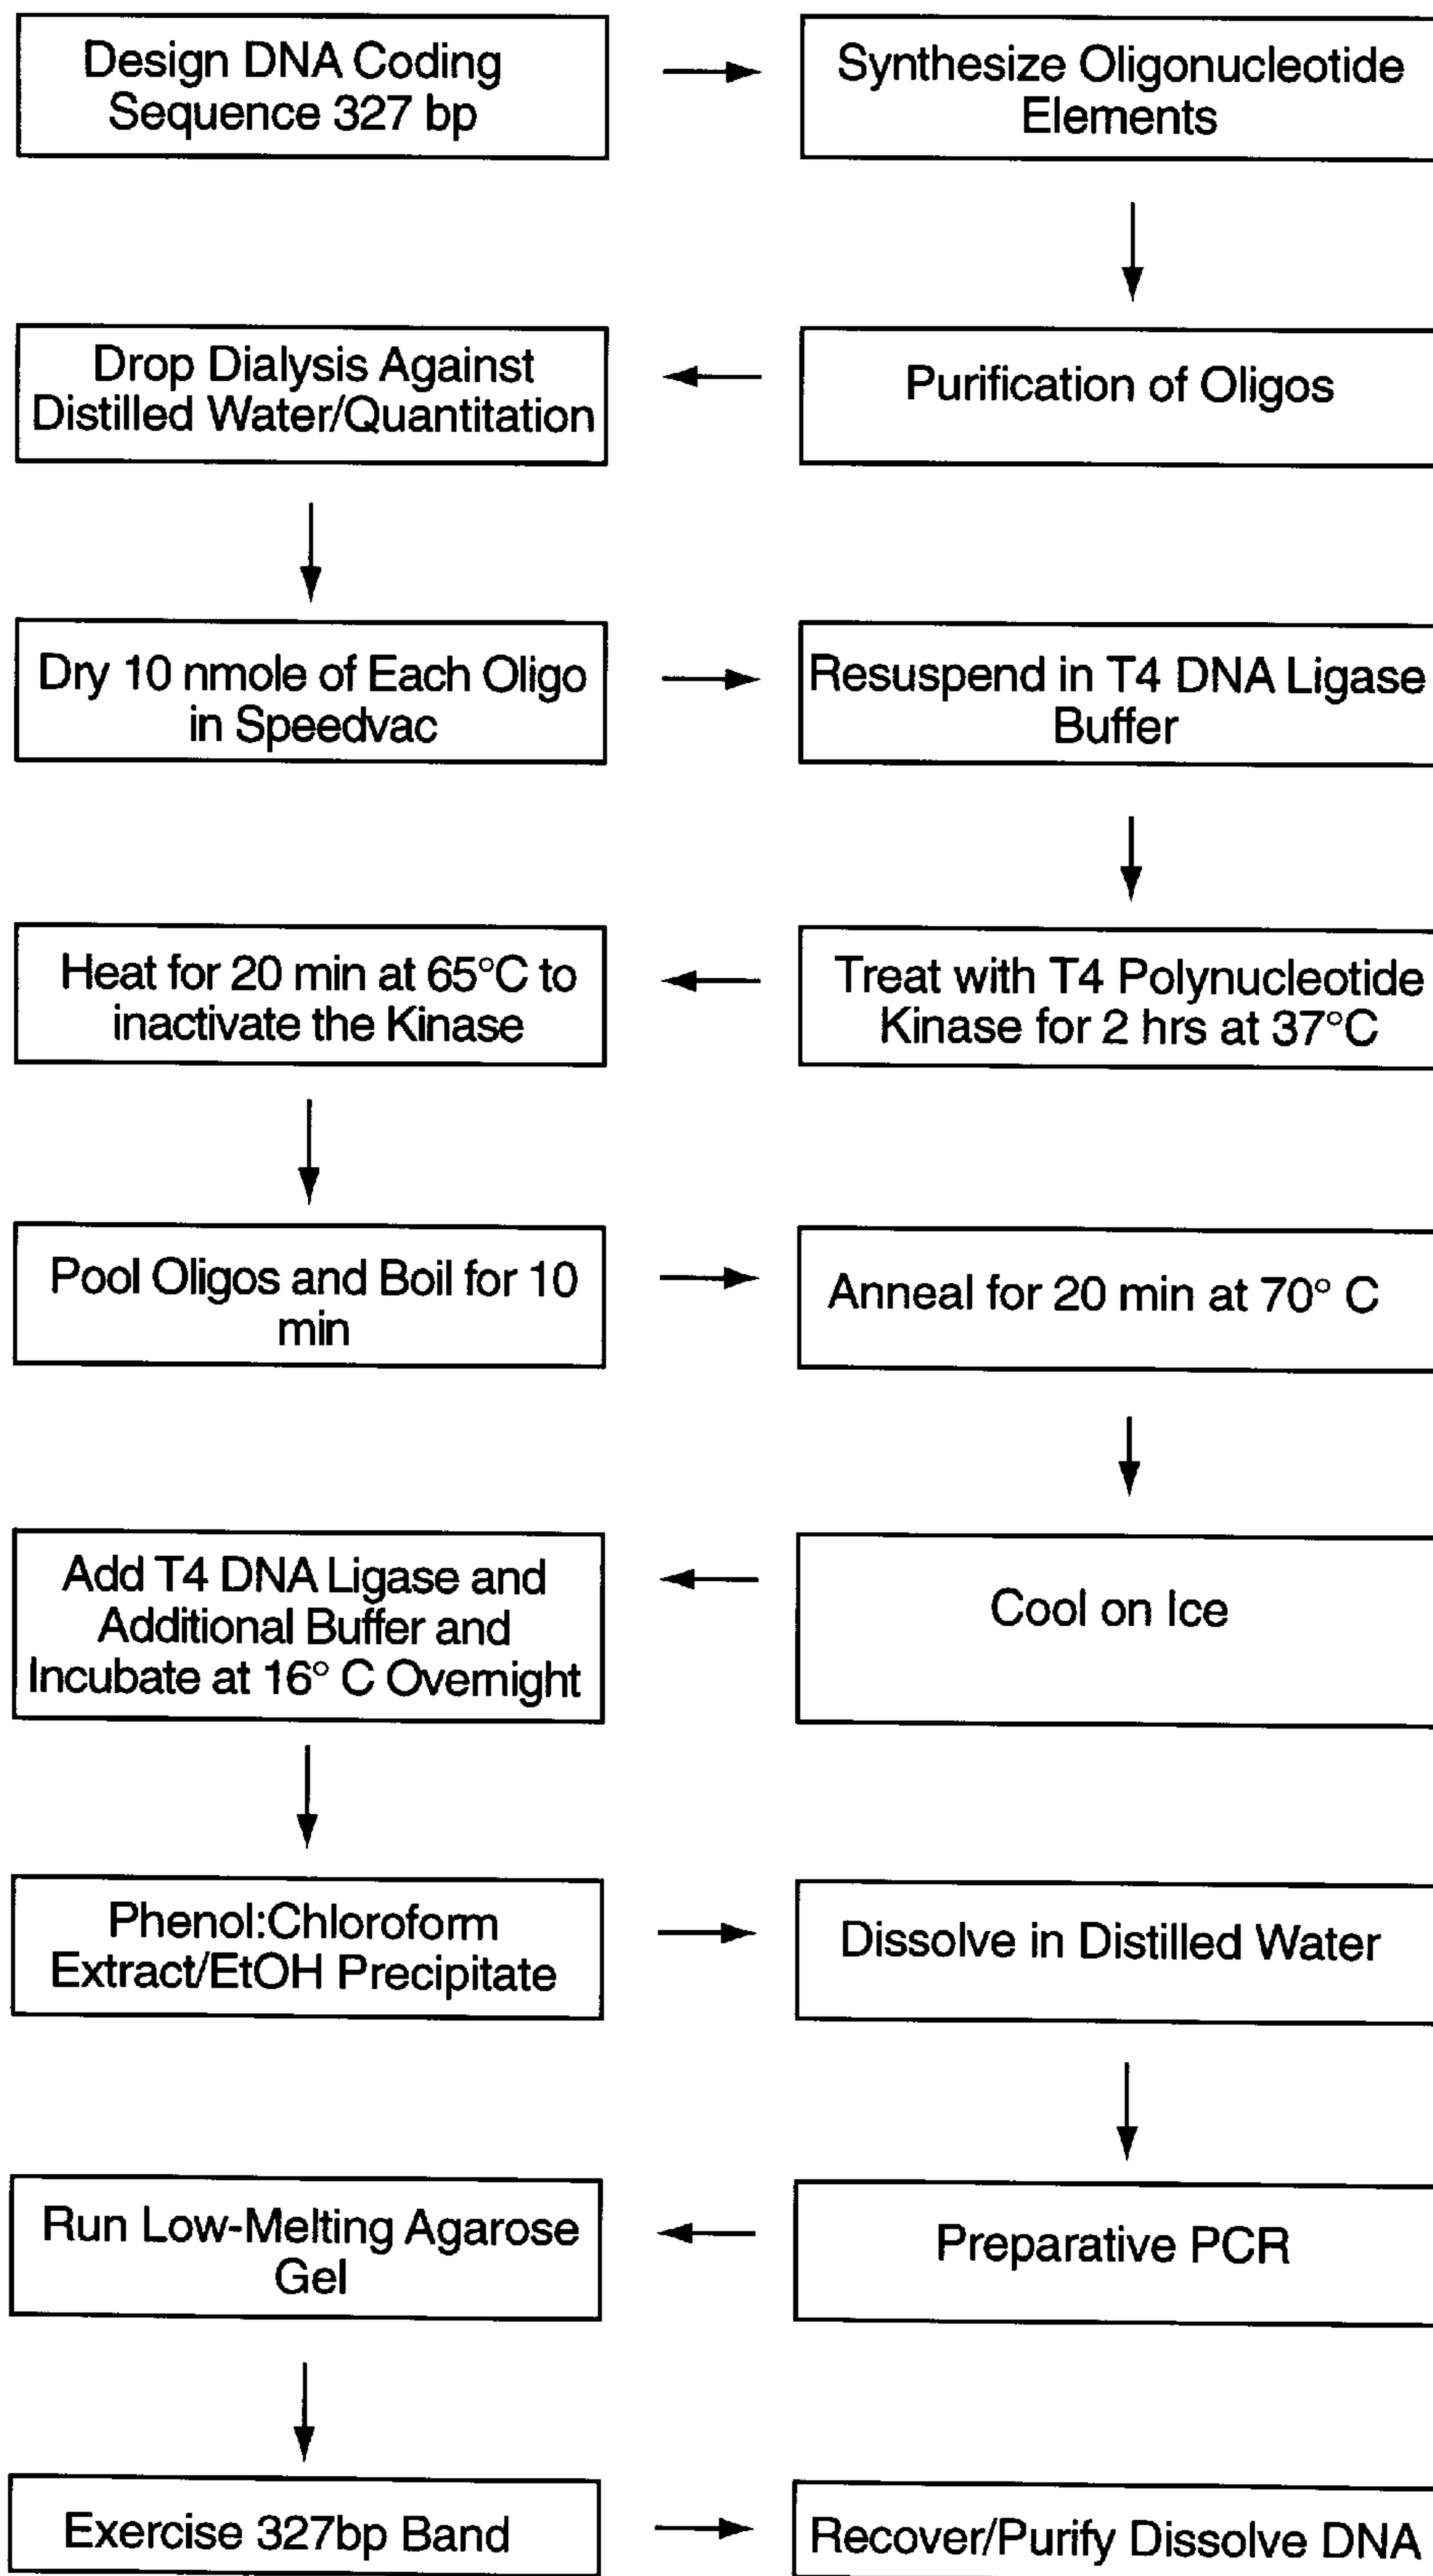 Design DNA Coding
Sequence 327 bp
Synthesize Oligonucleotide
Elements
Purification of Oligos
Drop Dialysis Against
Distilled Water/Quantitation
Dry 10 nmole of Each Oligo
in Speedvac
Resuspend in T4 DNA Ligase
Buffer
Treat with T4 Polynucleotide
Kinase for 2 hrs at 37°C
Heat for 20 min at 65°C to
inactivate the Kinase
Pool Oligos and Boil for 10
min
Anneal for 20 min at 70° C
Cool on Ice
Add T4 DNA Ligase and
Additional Buffer and
Incubate at 16° C Overnight
Phenol:Chloroform
Extract/EtOH Precipitate
Dissolve in Distilled Water
Preparative PCR
Run Low-Melting Agarose
Gel
Exercise 327bp Band
Recover/Purify Dissolve DNA